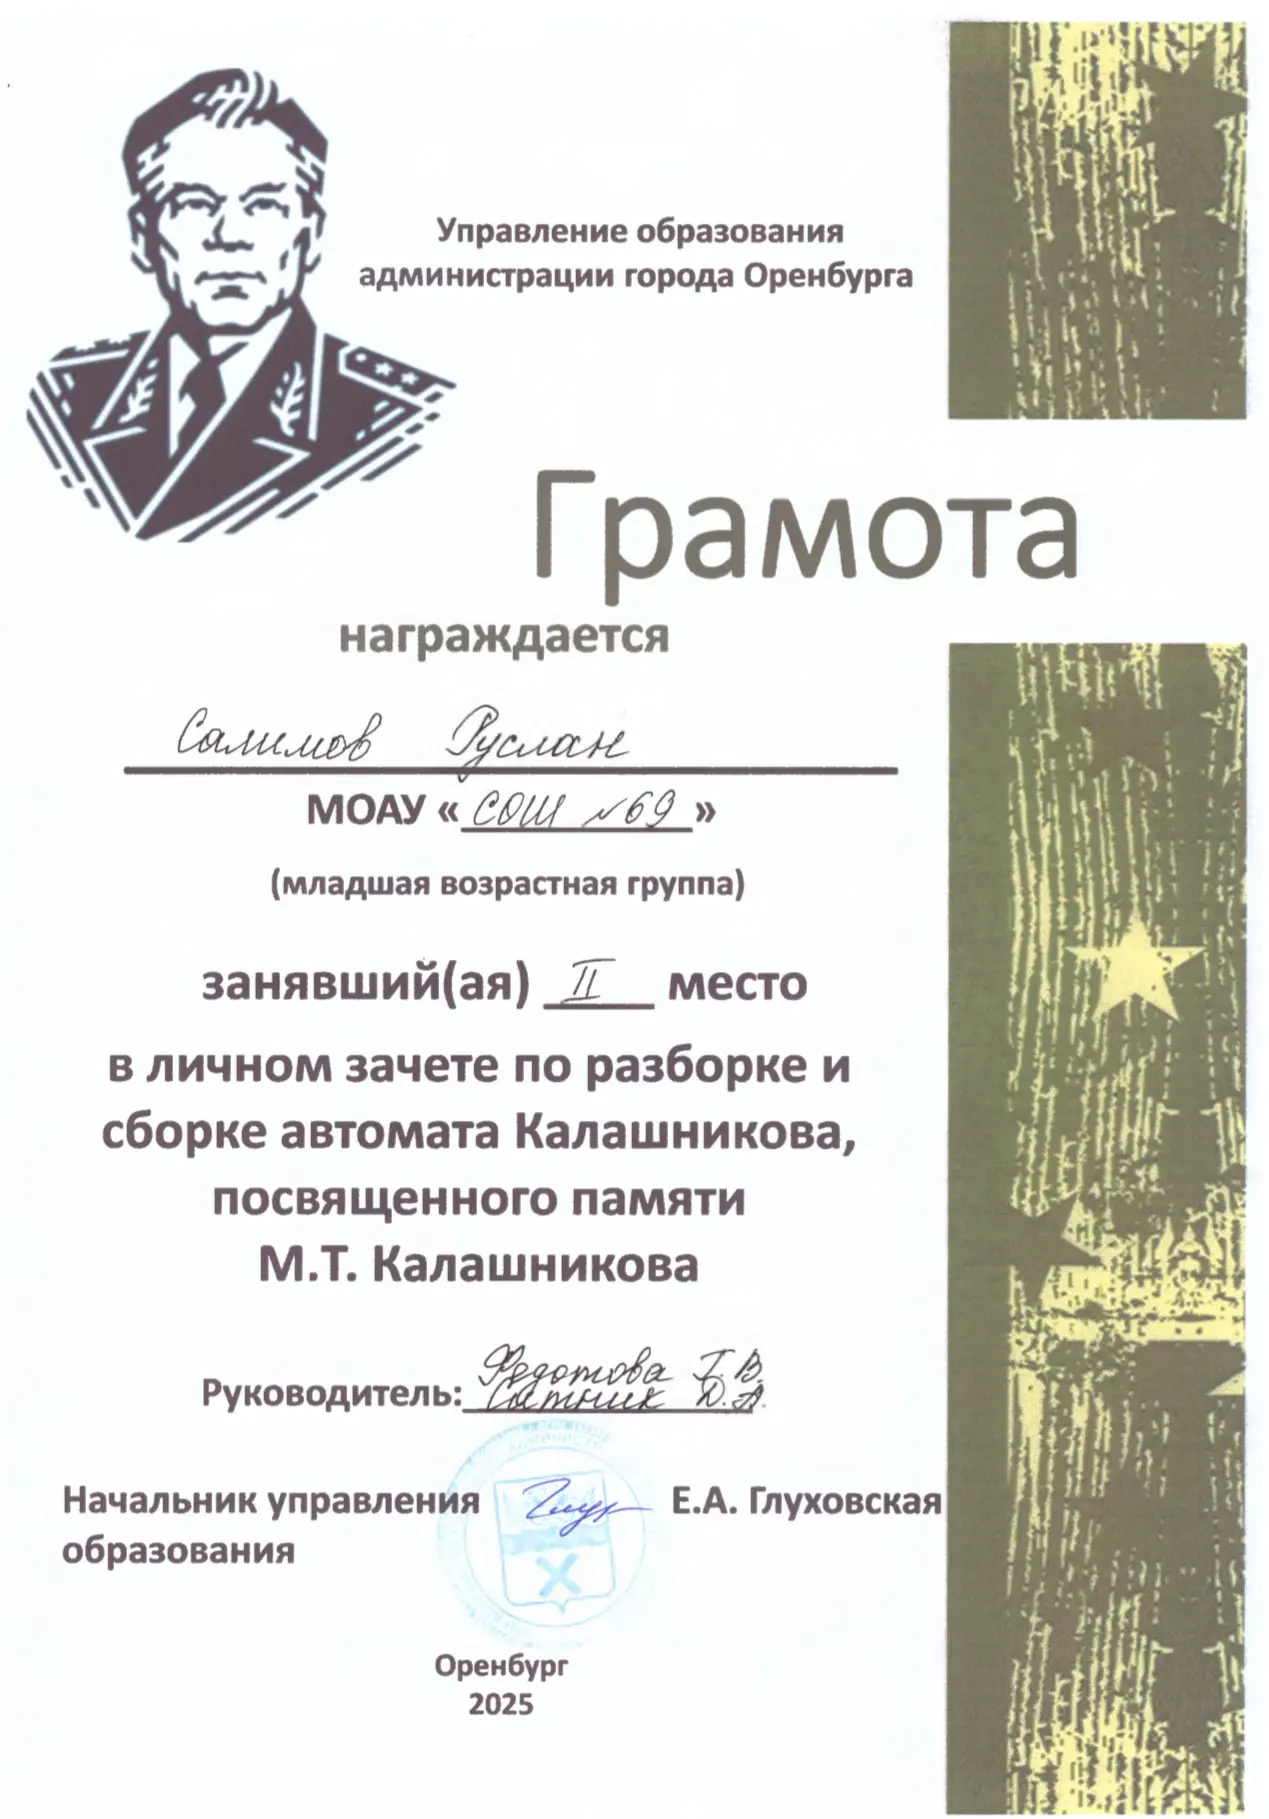 Управление образования
администрации города Оренбурга
Грамота
награждается
Салимов Руслан
МОАУ «СОШ №69»
(младшая возрастная группа)
занявший(ая) II место
в личном зачете по разборке и
сборке автомата Калашникова,
посвященного памяти
М.Т. Калашникова
Федотова Т.В.
Руководитель: Сытник Д.А.
Начальник управления Е.А. Глуховская
образования
Оренбург
2025